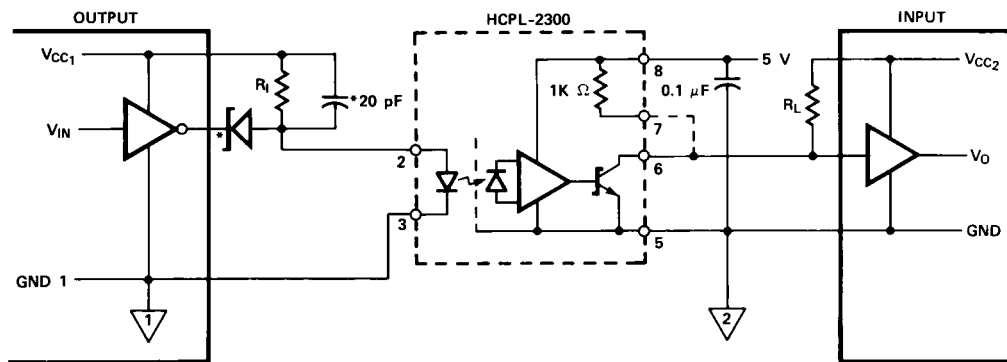 OUTPUT
HCPL-2300
INPUT
VCC1
8
5 V
VCC2
RI
*20 pF
1K Ω
0.1 μF
RL
7
VIN
*
2
6
VO
3
5
GND
GND 1
1
2